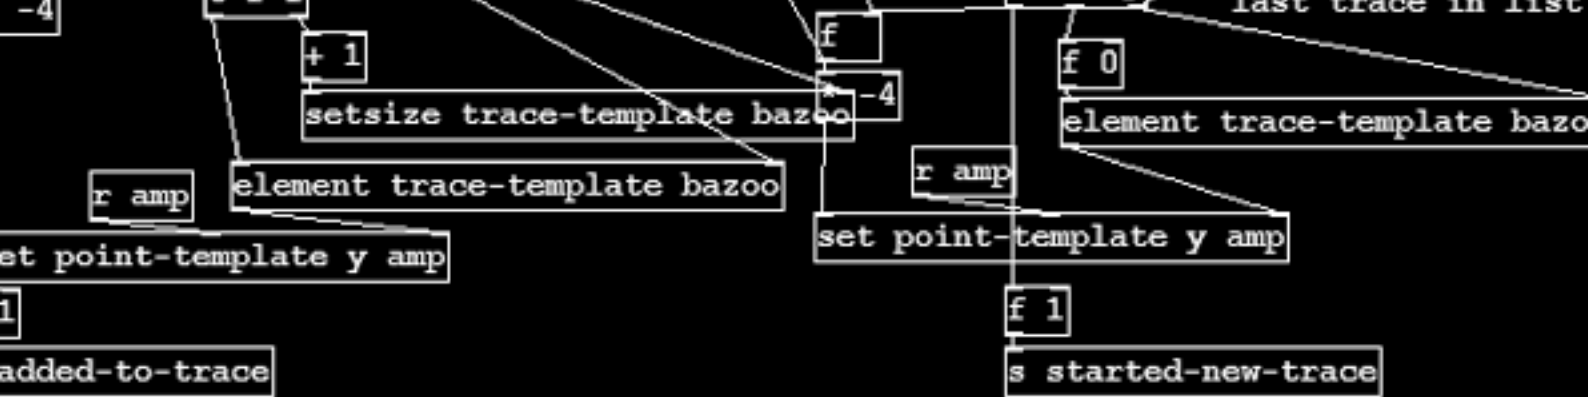 -4
last trace in list
f
f 0
+ 1
* -4
setsize trace-template bazoo
element trace-template bazo
r amp
r amp
element trace-template bazoo
set point-template y amp
et point-template y amp
1
f 1
added-to-trace
s started-new-trace